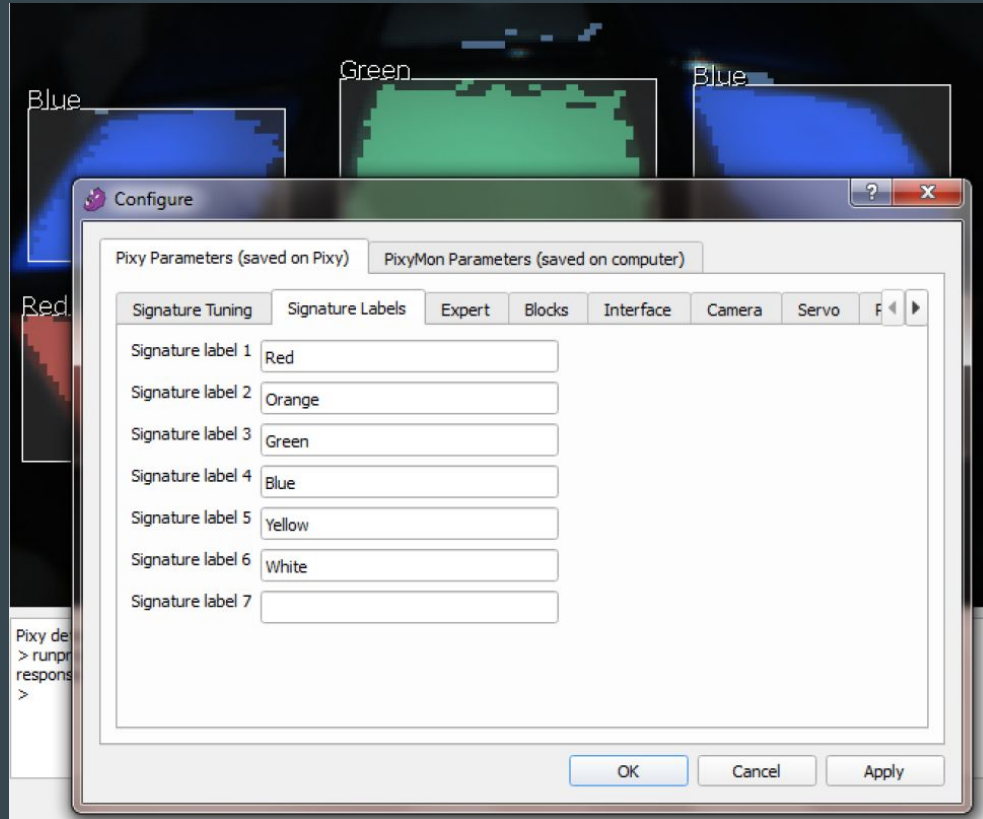 Green
Blue
Blue
Configure
Pixy Parameters (saved on Pixy)
PixyMon Parameters (saved on computer)
Signature Tuning
Signature Labels
Expert
Blocks
Interface
Camera
Servo
Red
Signature label 1 Red
Signature label 2 Orange
Signature label 3 Green
Signature label 4 Blue
Signature label 5 Yellow
Signature label 6 White
Signature label 7
Pixy
>
>
OK
Cancel
Apply